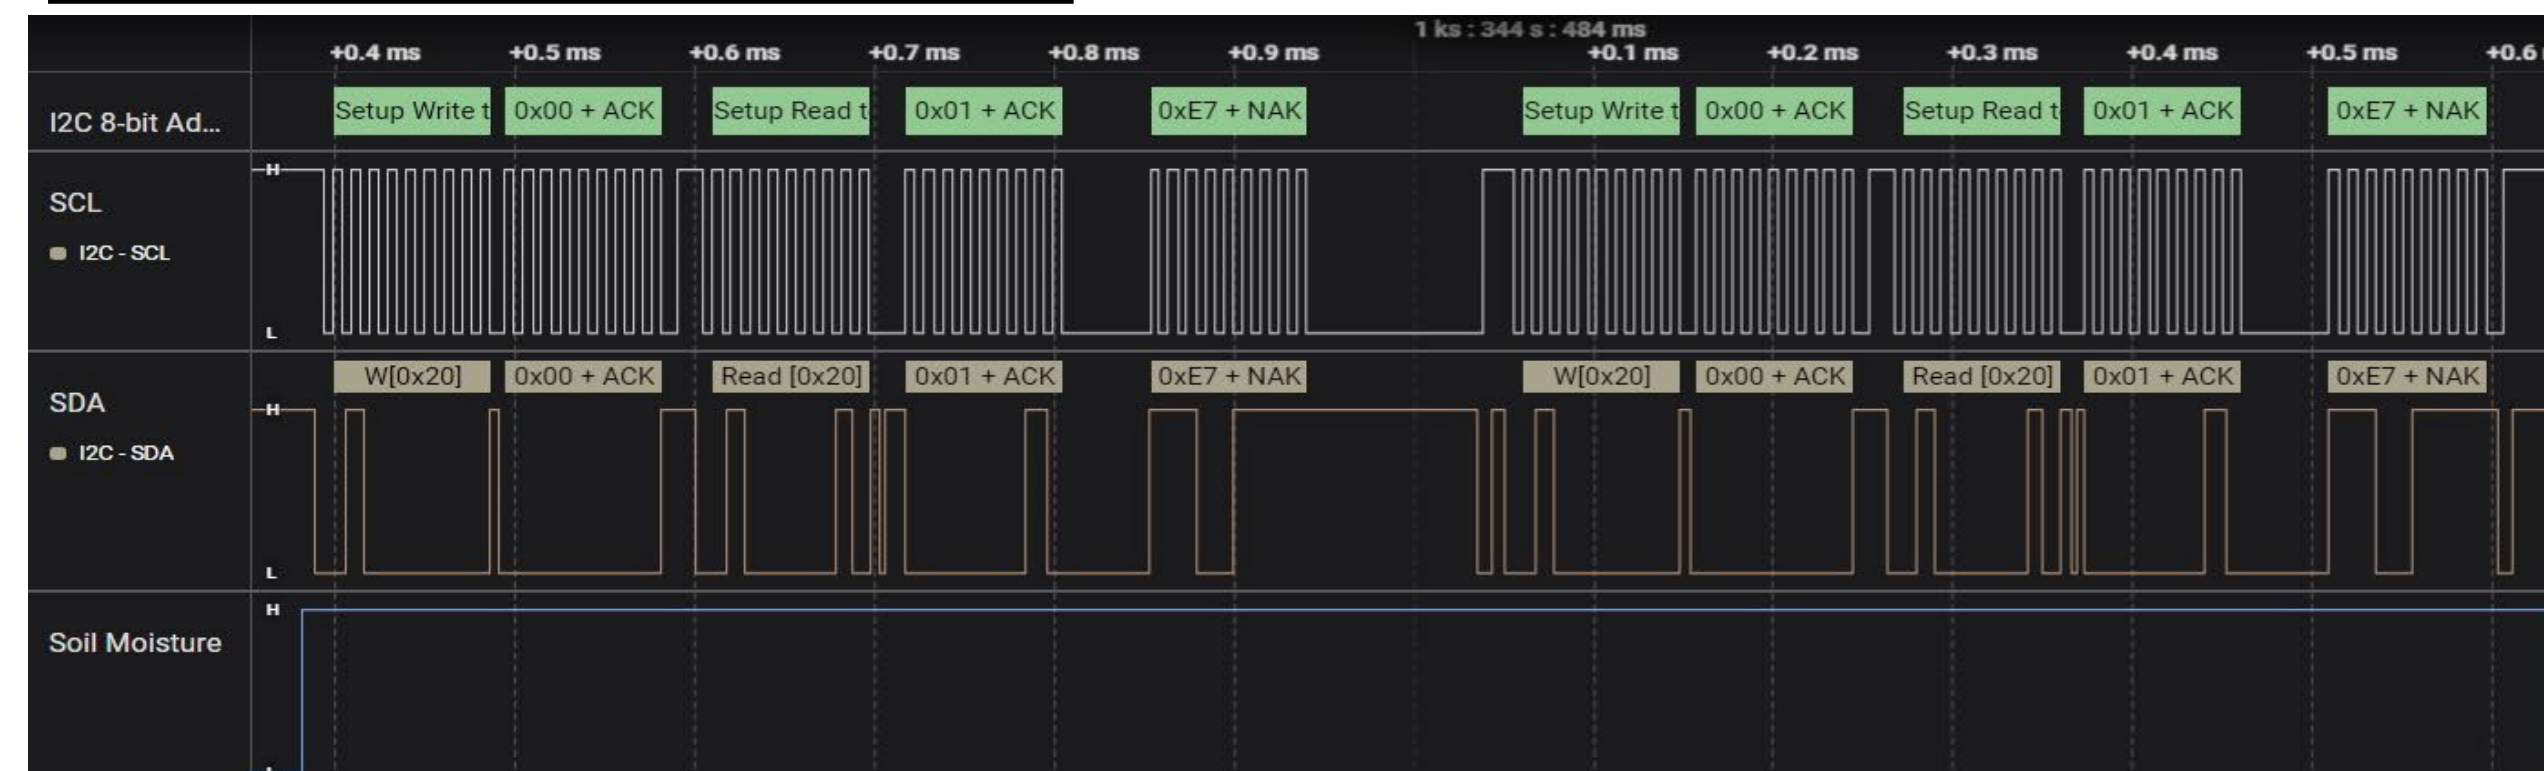 1 ks : 344 s : 484 ms
+0.4 ms +0.5 ms +0.6 ms +0.7 ms +0.8 ms +0.9 ms +0.1 ms +0.2 ms +0.3 ms +0.4 ms +0.5 ms +0.6
I2C 8-bit Ad... Setup Write t 0x00 + ACK Setup Read t 0x01 + ACK 0xE7 + NAK Setup Write t 0x00 + ACK Setup Read t 0x01 + ACK 0xE7 + NAK
H
SCL
I2C - SCL
L
W[0x20] 0x00 + ACK Read [0x20] 0x01 + ACK 0xE7 + NAK W[0x20] 0x00 + ACK Read [0x20] 0x01 + ACK 0xE7 + NAK
SDA H
I2C - SDA
L
H
Soil Moisture